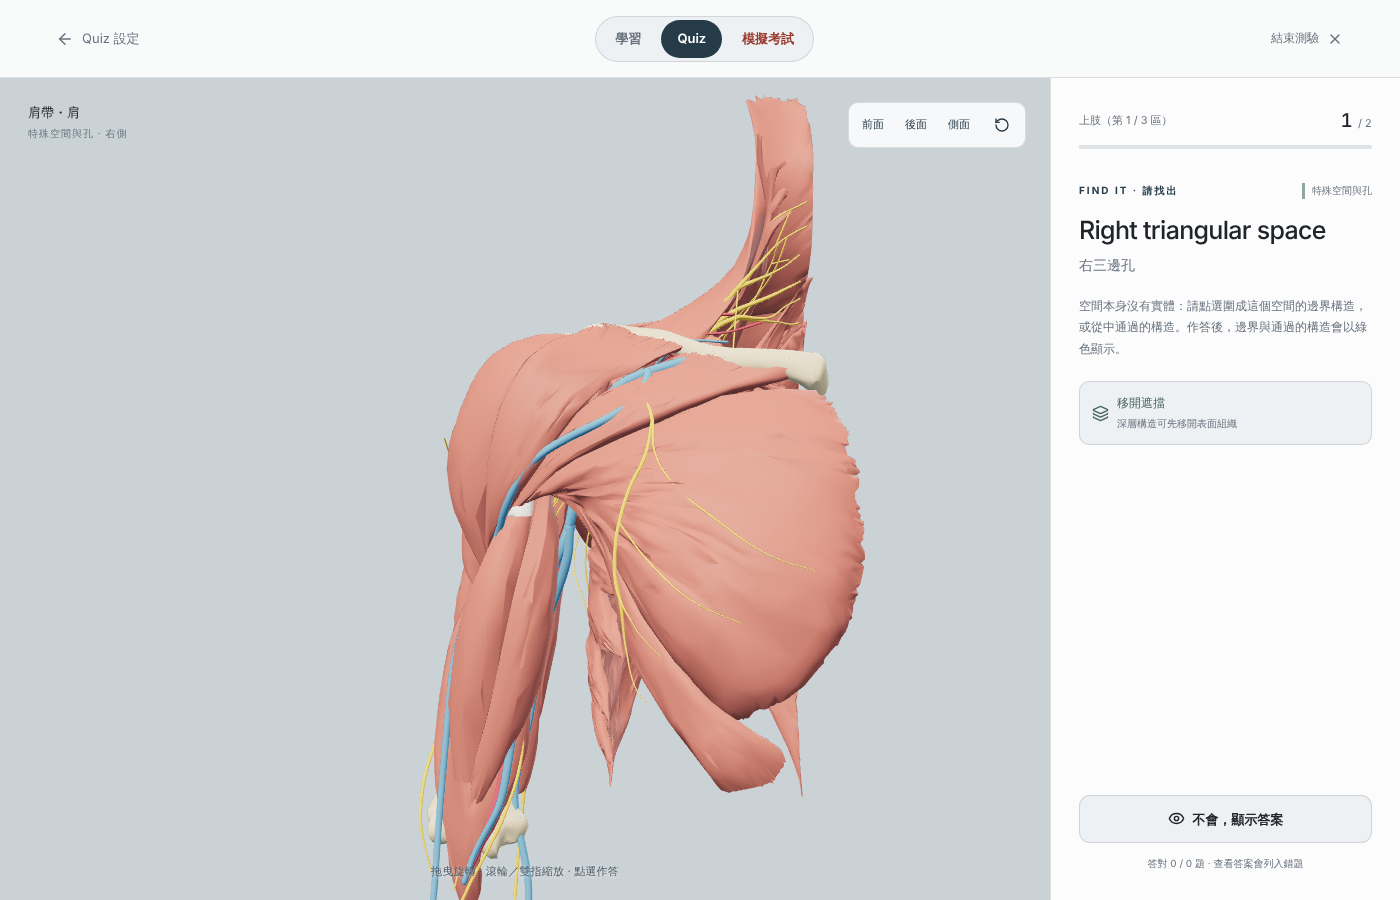 Quiz 設定
學習
Quiz
模擬考試
結束測驗
肩帶・肩
特殊空間與孔・右側
前面
後面
側面
上肢（第 1 / 3 區）
1 / 2
FIND IT · 請找出
特殊空間與孔
Right triangular space
右三邊孔
空間本身沒有實體：請點選圍成這個空間的邊界構造，
或從中通過的構造。作答後，邊界與通過的構造會以綠
色顯示。
移開遮擋
深層構造可先移開表面組織
不會，顯示答案
答對 0 / 0 題 · 查看答案會列入錯題
拖曳旋轉 · 滾輪／雙指縮放 · 點選作答